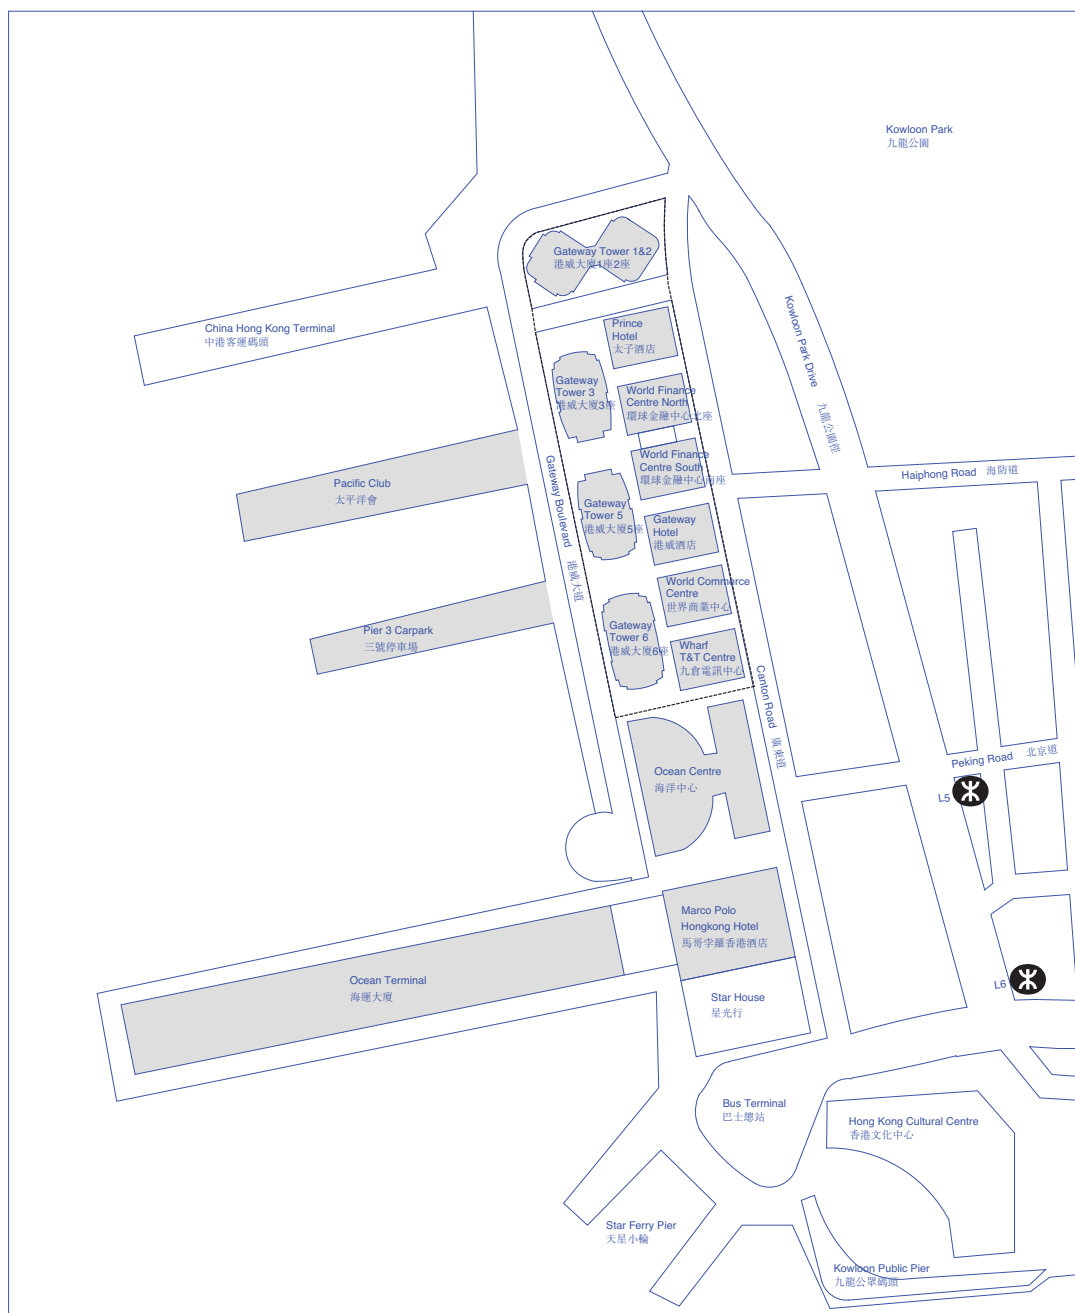 Kowloon Park
九龍公園
Gateway Tower 1&2
港威大廈1座2座
China Hong Kong Terminal
中港客運碼頭
Prince
Hotel
太子酒店
Kowloon Park Drive 九龍公園徑
Gateway
Tower 3
港威大廈3座
World Finance
Centre North
環球金融中心北座
World Finance
Centre South
環球金融中心南座
Haiphong Road 海防道
Pacific Club
太平洋會
Gateway Boulevard 港威大道
Gateway
Tower 5
港威大廈5座
Gateway
Hotel
港威酒店
World Commerce
Centre
世界商業中心
Pier 3 Carpark
三號停車場
Gateway
Tower 6
港威大廈6座
Wharf
T&T Centre
九倉電訊中心
Canton Road 廣東道
Peking Road 北京道
Ocean Centre
海洋中心
L5
Marco Polo
Hongkong Hotel
馬哥孛羅香港酒店
Ocean Terminal
海運大廈
L6
Star House
星光行
Bus Terminal
巴士總站
Hong Kong Cultural Centre
香港文化中心
Star Ferry Pier
天星小輪
Kowloon Public Pier
九龍公眾碼頭